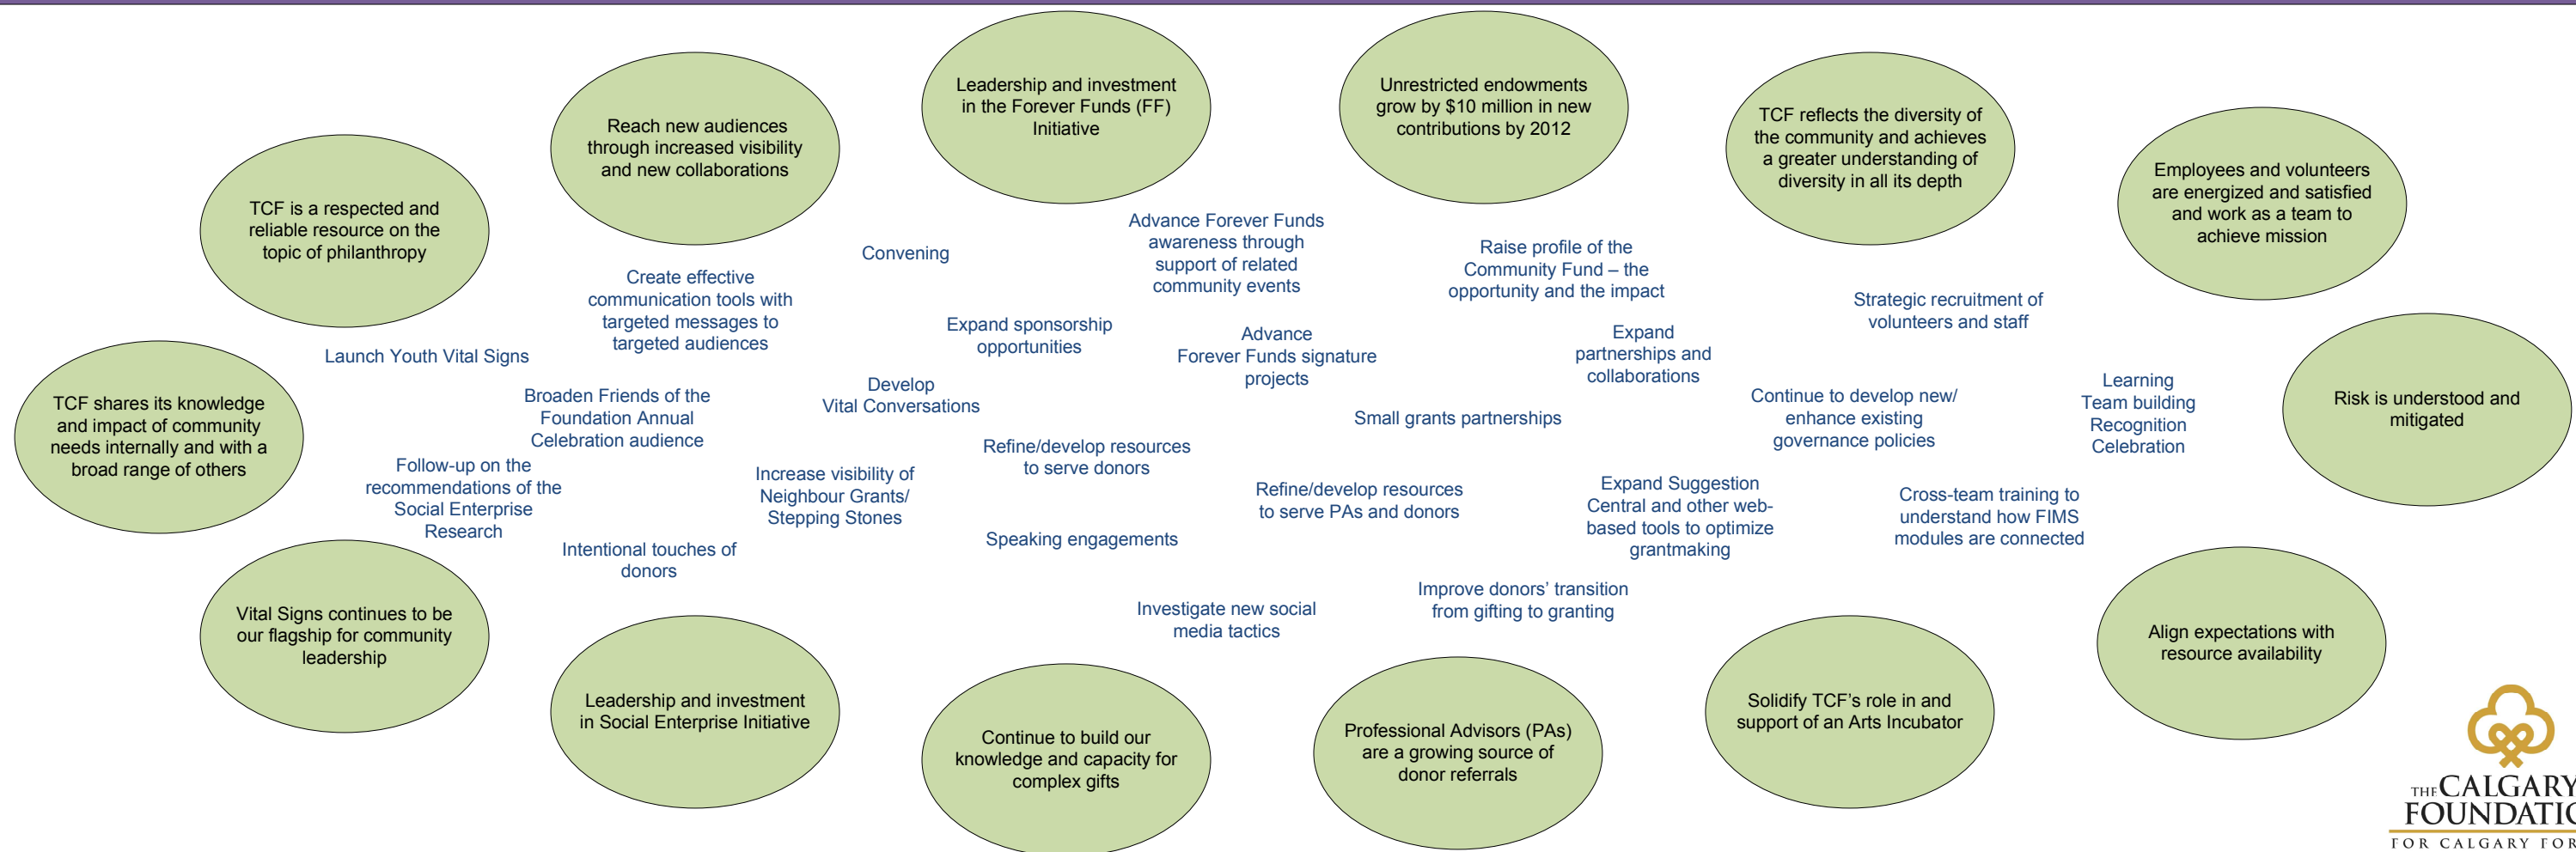 Leadership and investment
in the Forever Funds (FF)
Initiative
Unrestricted endowments
grow by $10 million in new
contributions by 2012
Reach new audiences
through increased visibility
and new collaborations
TCF reflects the diversity of
the community and achieves
a greater understanding of
diversity in all its depth
TCF is a respected and
reliable resource on the
topic of philanthropy
Employees and volunteers
are energized and satisfied
and work as a team to
achieve mission
Convening
Advance Forever Funds
awareness through
support of related
community events
Raise profile of the
Community Fund – the
opportunity and the impact
Create effective
communication tools with
targeted messages to
targeted audiences
Strategic recruitment of
volunteers and staff
Expand sponsorship
opportunities
Advance
Forever Funds signature
projects
Expand
partnerships and
collaborations
Launch Youth Vital Signs
TCF shares its knowledge
and impact of community
needs internally and with a
broad range of others
Broaden Friends of the
Foundation Annual
Celebration audience
Develop
Vital Conversations
Small grants partnerships
Continue to develop new/
enhance existing
governance policies
Learning
Team building
Recognition
Celebration
Risk is understood and
mitigated
Follow-up on the
recommendations of the
Social Enterprise
Research
Increase visibility of
Neighbour Grants/
Stepping Stones
Refine/develop resources
to serve donors
Refine/develop resources
to serve PAs and donors
Expand Suggestion
Central and other web-
based tools to optimize
grantmaking
Cross-team training to
understand how FIMS
modules are connected
Intentional touches of
donors
Speaking engagements
Investigate new social
media tactics
Improve donors’ transition
from gifting to granting
Vital Signs continues to be
our flagship for community
leadership
Leadership and investment
in Social Enterprise Initiative
Continue to build our
knowledge and capacity for
complex gifts
Professional Advisors (PAs)
are a growing source of
donor referrals
Solidify TCF’s role in and
support of an Arts Incubator
Align expectations with
resource availability
THE CALGARY
FOUNDATIO
FOR CALGARY FOR